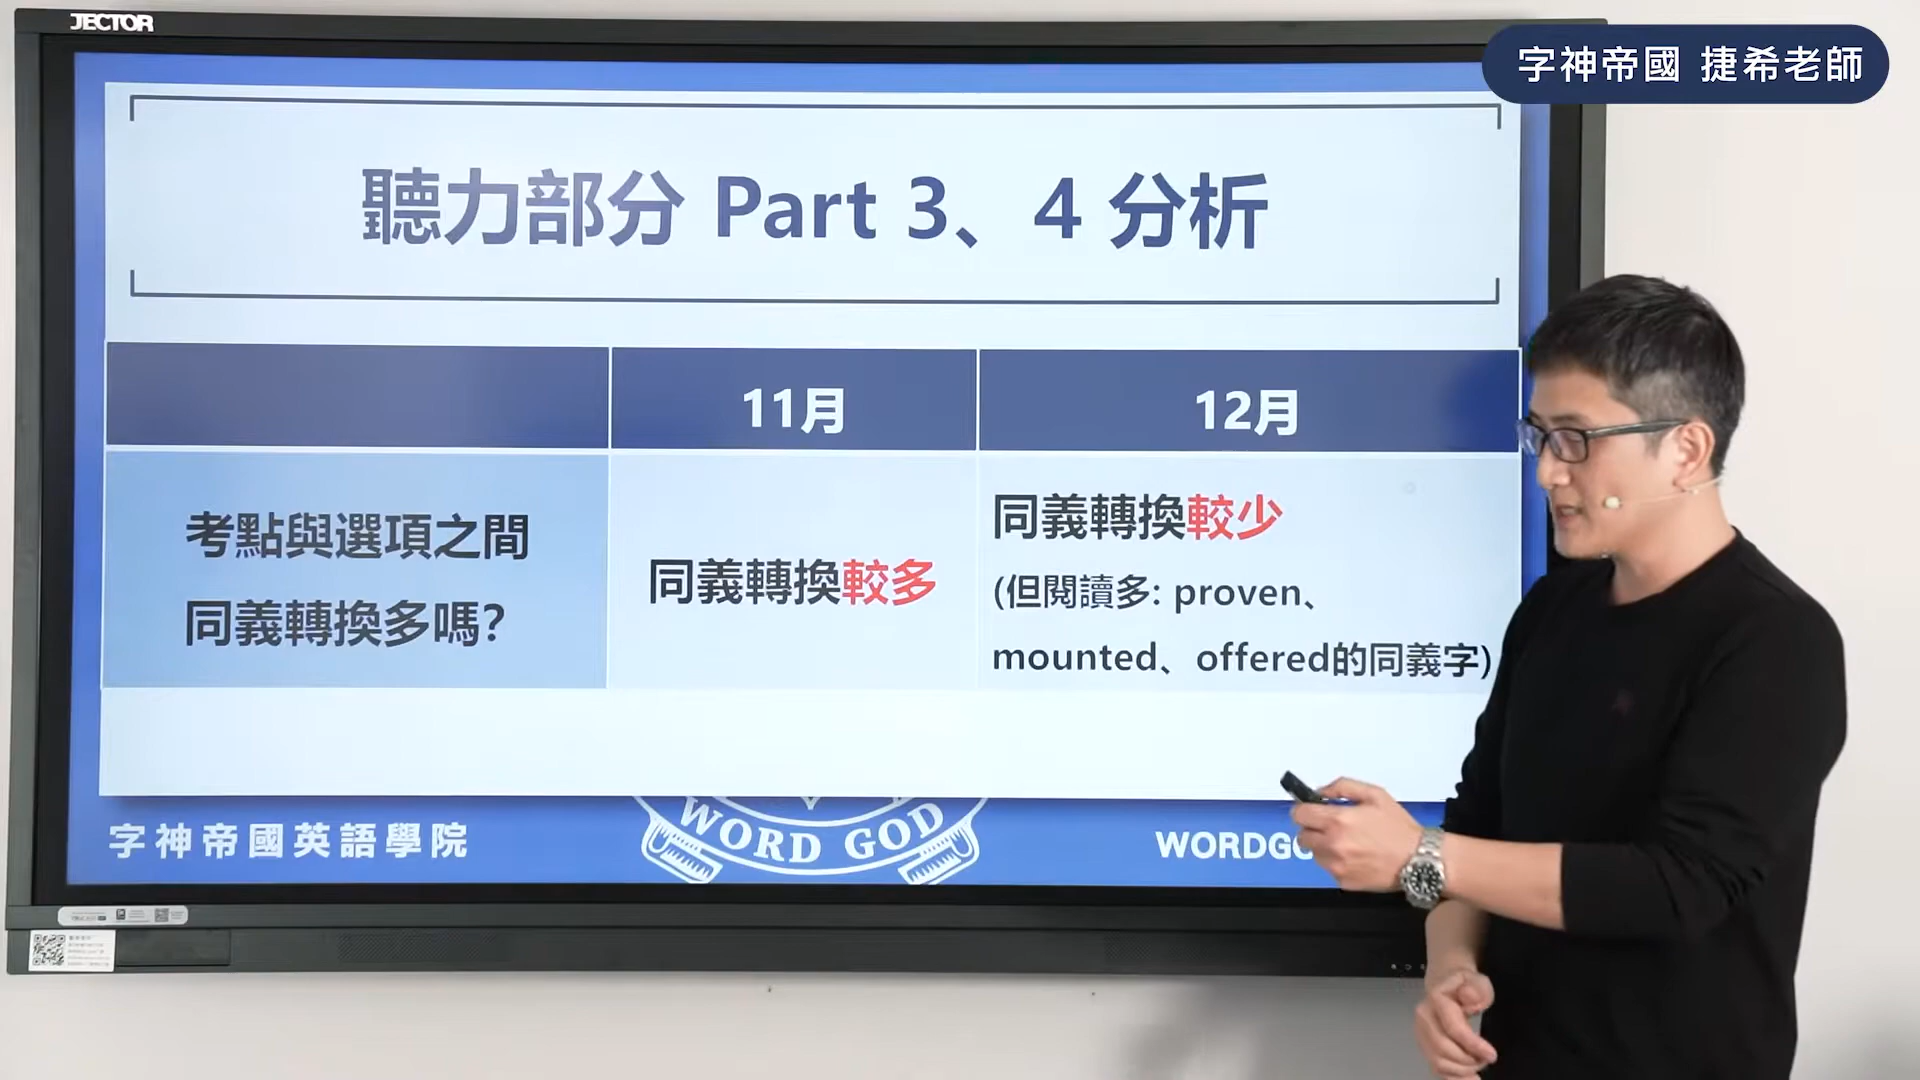 JECTOR
字神帝國 捷希老師
聽力部分 Part 3、4 分析
11月
12月
考點與選項之間
同義轉換多嗎?
同義轉換較多
同義轉換較少
(但閱讀多: proven、
mounted、offered的同義字)
字神帝國英語學院
WORD GOD